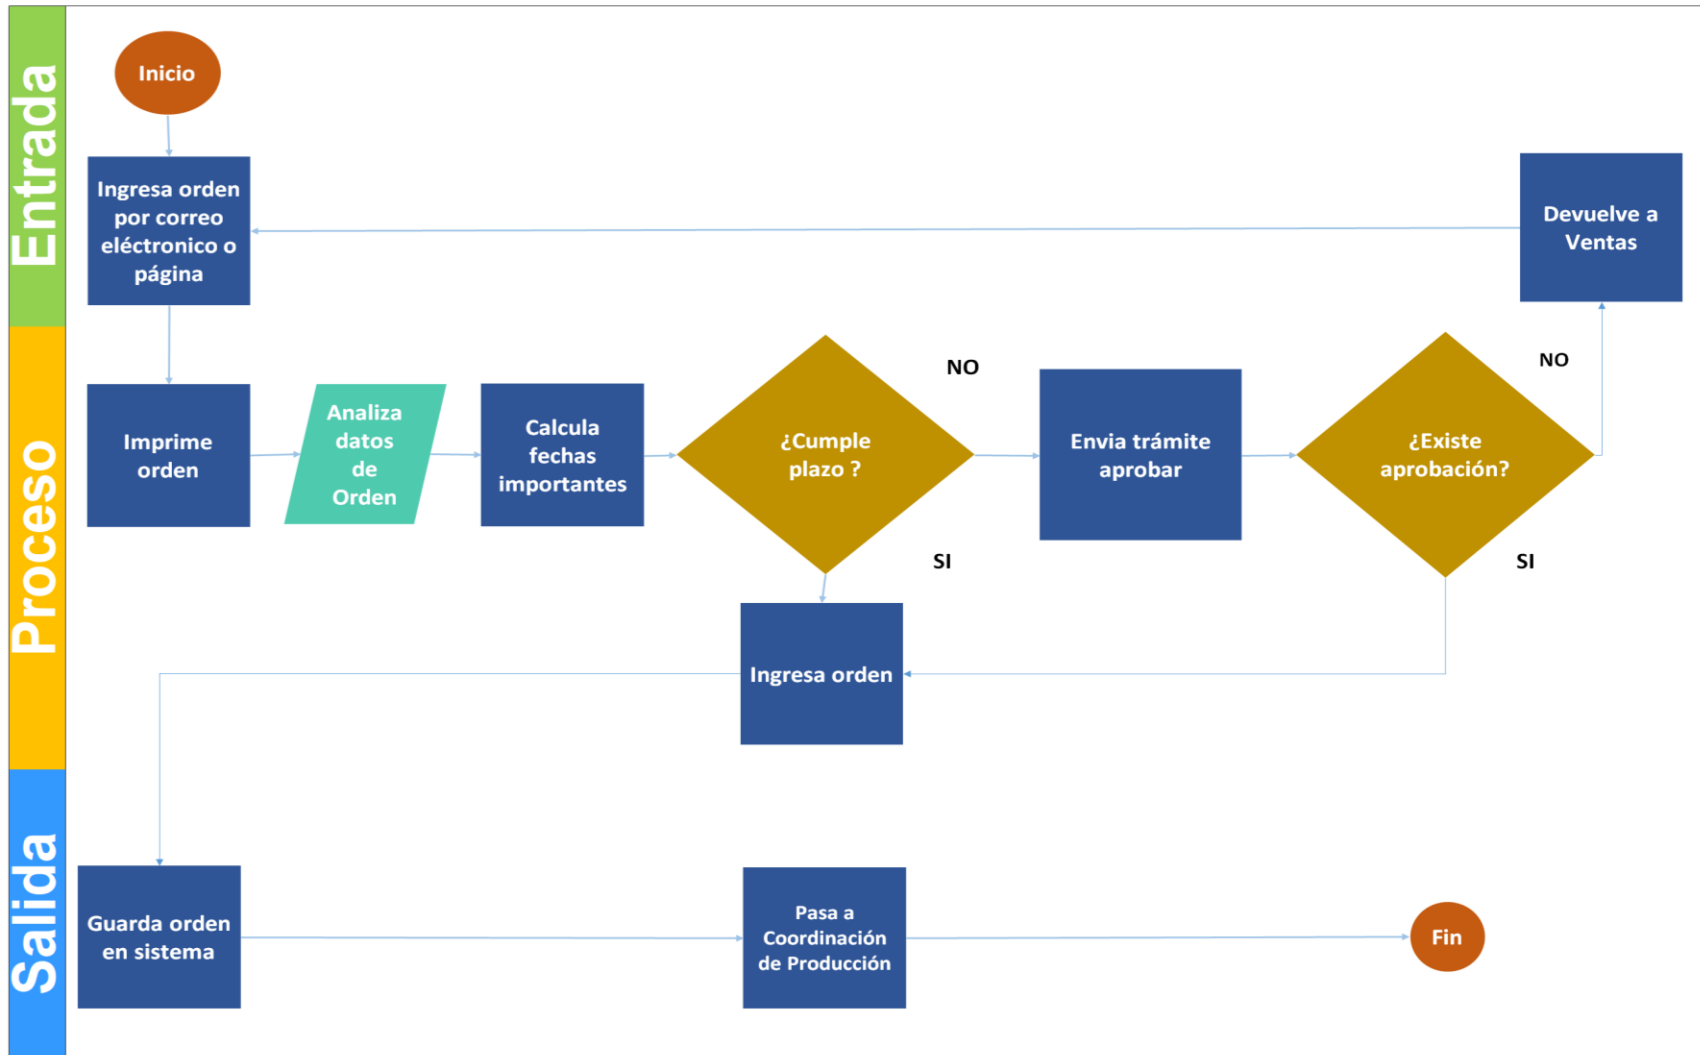 Entrada
Inicio
Ingresa orden
por correo
eléctronico o
página
Devuelve a
Ventas
Proceso
Imprime
orden
Analiza
datos
de
Orden
Calcula
fechas
importantes
¿Cumple
plazo ?
NO
SI
Envia trámite
aprobar
¿Existe
aprobación?
NO
SI
Ingresa orden
Salida
Guarda orden
en sistema
Pasa a
Coordinación
de Producción
Fin